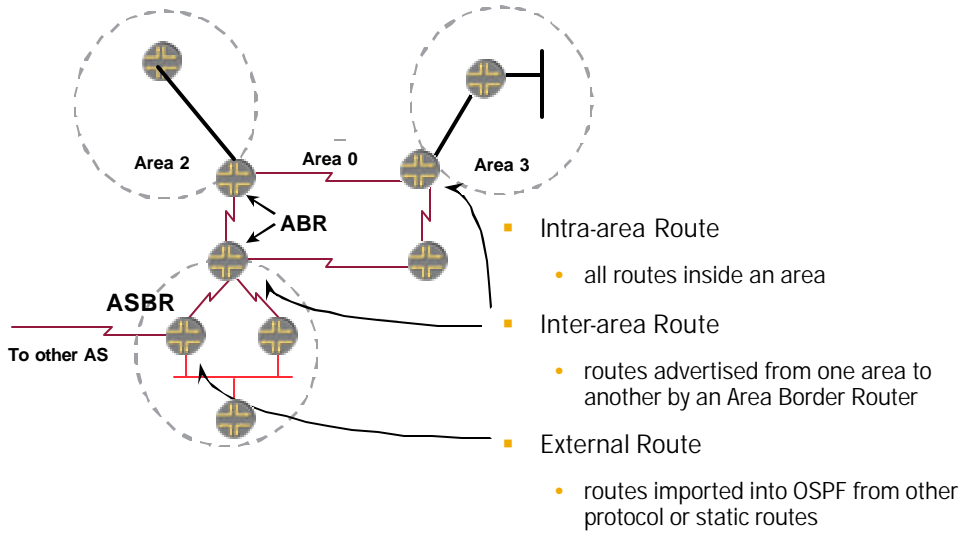 Area 2
Area 0
Area 3
ABR
ASBR
To other AS
▪ Intra-area Route
• all routes inside an area
▪ Inter-area Route
• routes advertised from one area to
another by an Area Border Router
▪ External Route
• routes imported into OSPF from other
protocol or static routes